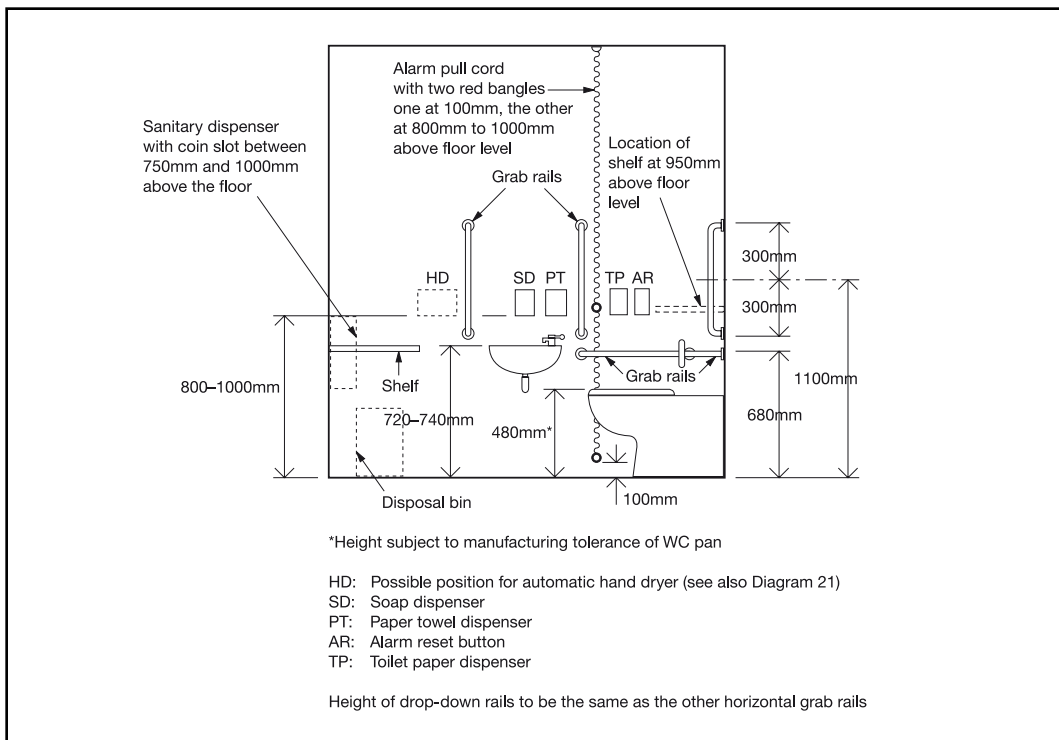 Alarm pull cord
with two red bangles
one at 100mm, the other
at 800mm to 1000mm
above floor level
Sanitary dispenser
with coin slot between
750mm and 1000mm
above the floor
Location of
shelf at 950mm
above floor
level
Grab rails
HD
SD
PT
TP
AR
300mm
300mm
Shelf
Grab rails
800–1000mm
720–740mm
480mm*
680mm
1100mm
Disposal bin
100mm
*Height subject to manufacturing tolerance of WC pan
HD: Possible position for automatic hand dryer (see also Diagram 21)
SD: Soap dispenser
PT: Paper towel dispenser
AR: Alarm reset button
TP: Toilet paper dispenser
Height of drop-down rails to be the same as the other horizontal grab rails